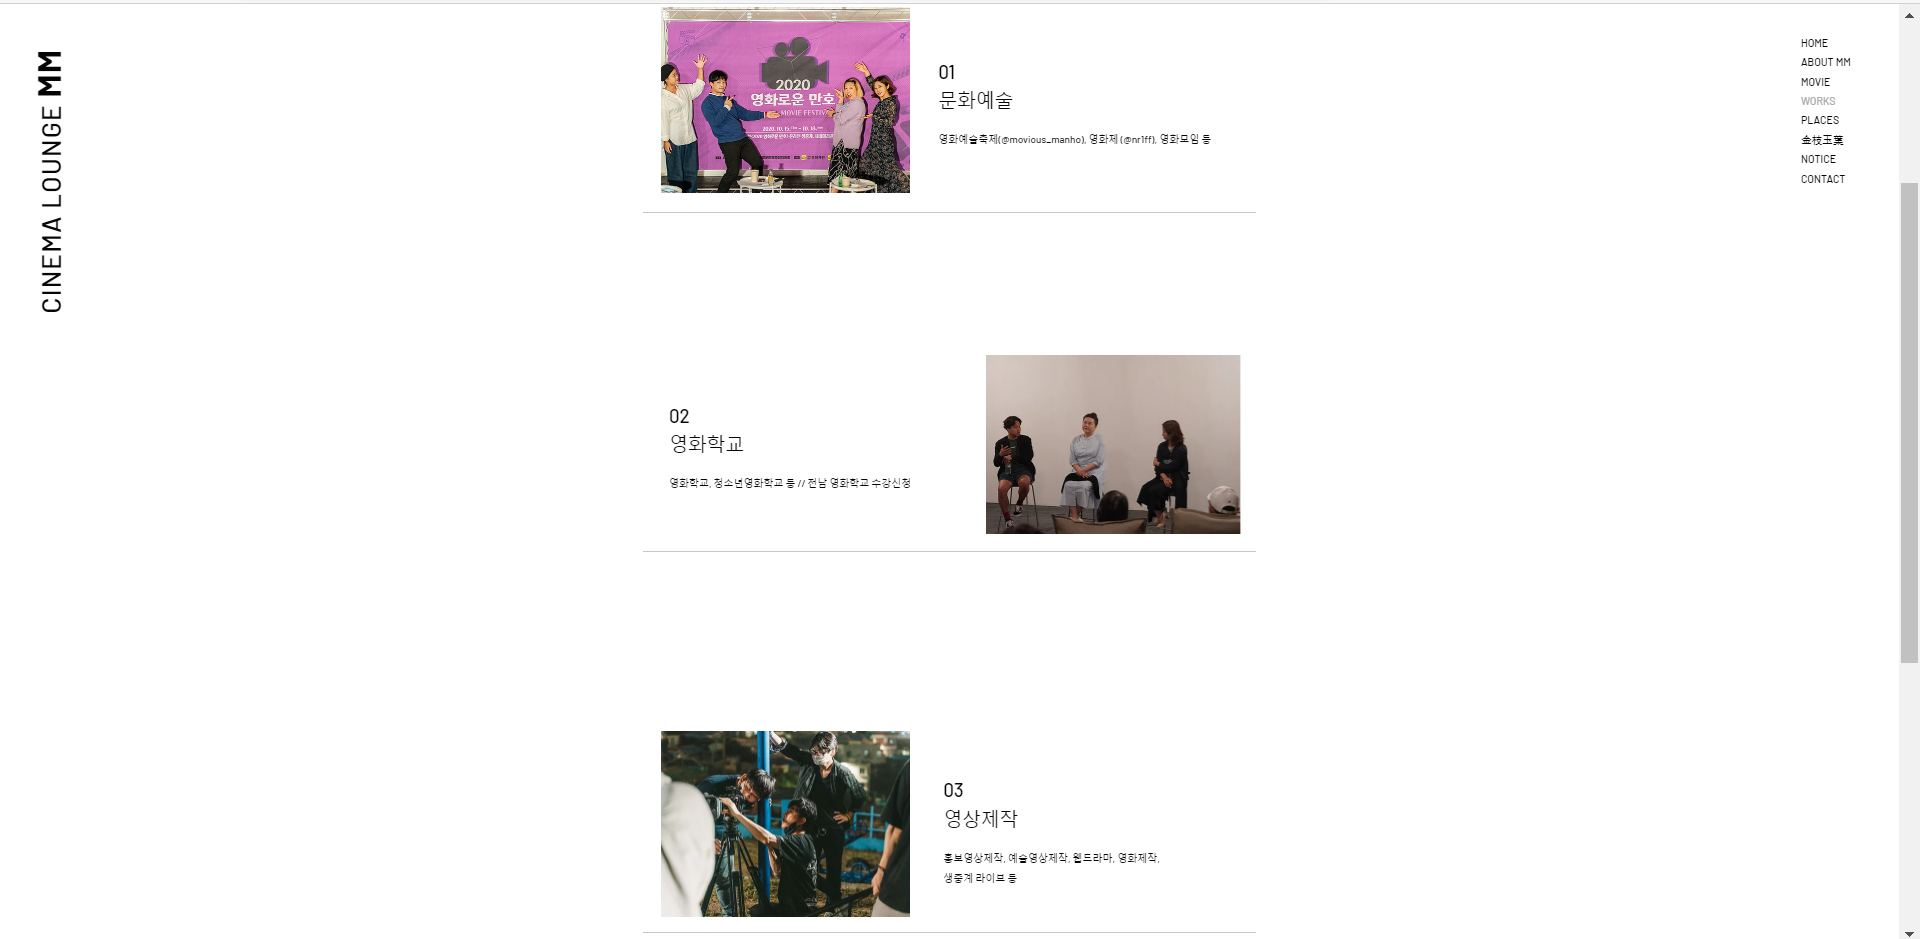 CINEMA LOUNGE MM
HOME
ABOUT MM
MOVIE
WORKS
PLACES
金枝玉葉
NOTICE
CONTACT
2020
영화로운 만호
MOVIE FESTIVAL
01
문화예술
영화예술축제(@movious_manho), 영화제 (@nr1ff), 영화모임 등
02
영화학교
영화학교, 청소년영화학교 등 // 전남 영화학교 수강신청
03
영상제작
홍보영상제작, 예술영상제작, 웹드라마, 영화제작,
생중계 라이브 등